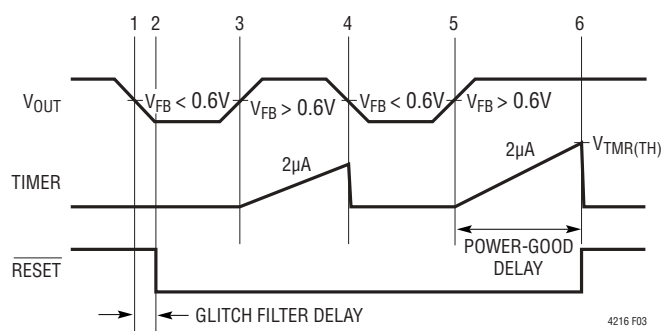 1 2 3 4 5 6
VOUT
VFB < 0.6V
VFB > 0.6V
VFB < 0.6V
VFB > 0.6V
TIMER
2µA
2µA
VTMR(TH)
POWER-GOOD
DELAY
RESET
GLITCH FILTER DELAY
4216 F03